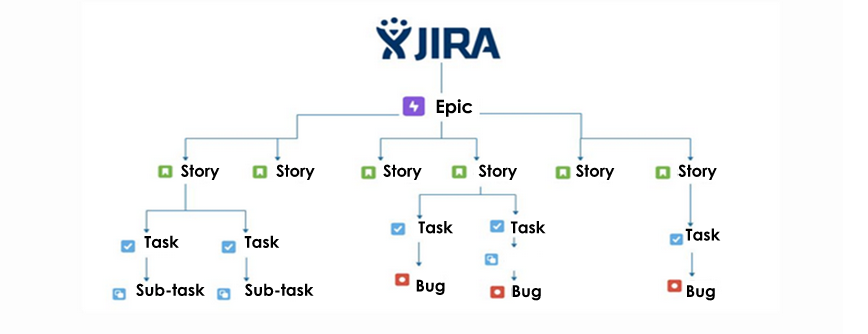 JIRA
Epic
Story Story Story Story Story Story
Task Task Task Task Task
Sub-task Sub-task Bug Bug Bug